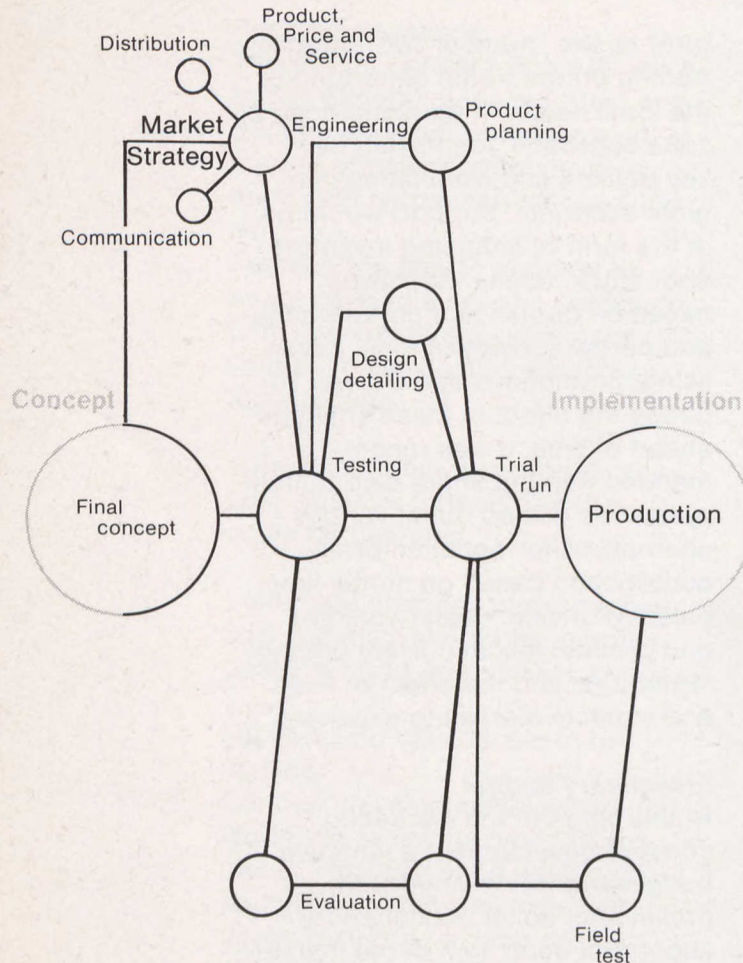 Product,
Price and
Service
Distribution
Market
Strategy
Engineering
Product
planning
Communication
Design
detailing
Concept
Implementation
Testing
Trial
run
Final
concept
Production
Evaluation
Field
test